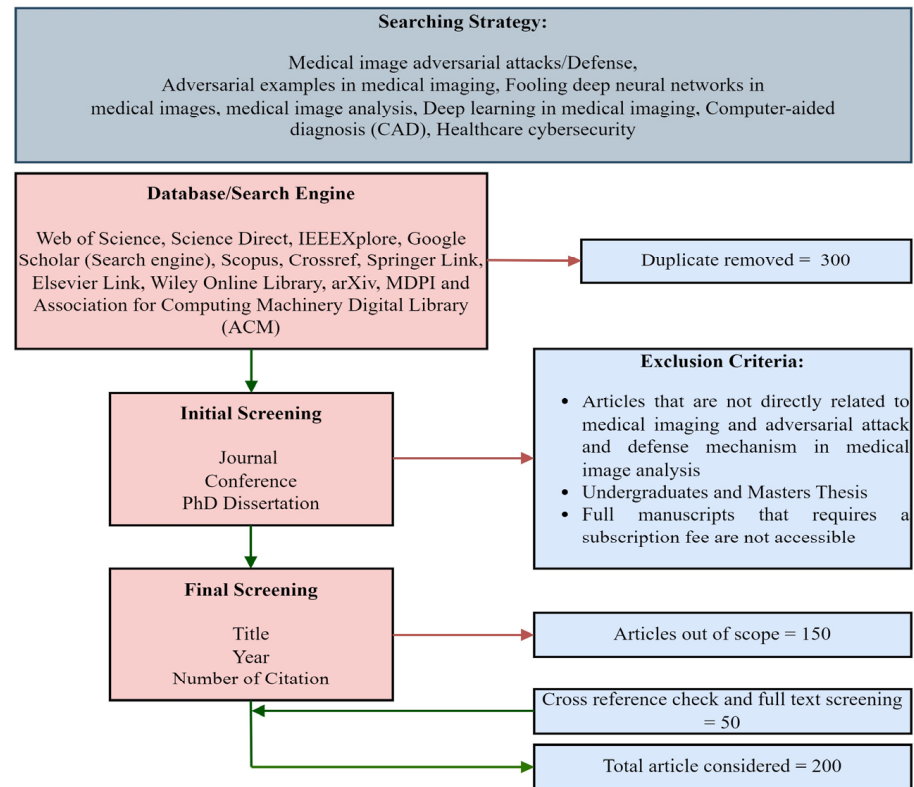 Searching Strategy:
Medical image adversarial attacks/Defense,
Adversarial examples in medical imaging, Fooling deep neural networks in
medical images, medical image analysis, Deep learning in medical imaging, Computer-aided
diagnosis (CAD), Healthcare cybersecurity
Database/Search Engine
Web of Science, Science Direct, IEEEXplore, Google
Scholar (Search engine), Scopus, Crossref, Springer Link,
Elsevier Link, Wiley Online Library, arXiv, MDPI and
Association for Computing Machinery Digital Library
(ACM)
Duplicate removed = 300
Initial Screening
Journal
Conference
PhD Dissertation
Exclusion Criteria:
• Articles that are not directly related to
medical imaging and adversarial attack
and defense mechanism in medical
image analysis
• Undergraduates and Masters Thesis
• Full manuscripts that requires a
subscription fee are not accessible
Final Screening
Title
Year
Number of Citation
Articles out of scope = 150
Cross reference check and full text screening
= 50
Total article considered = 200